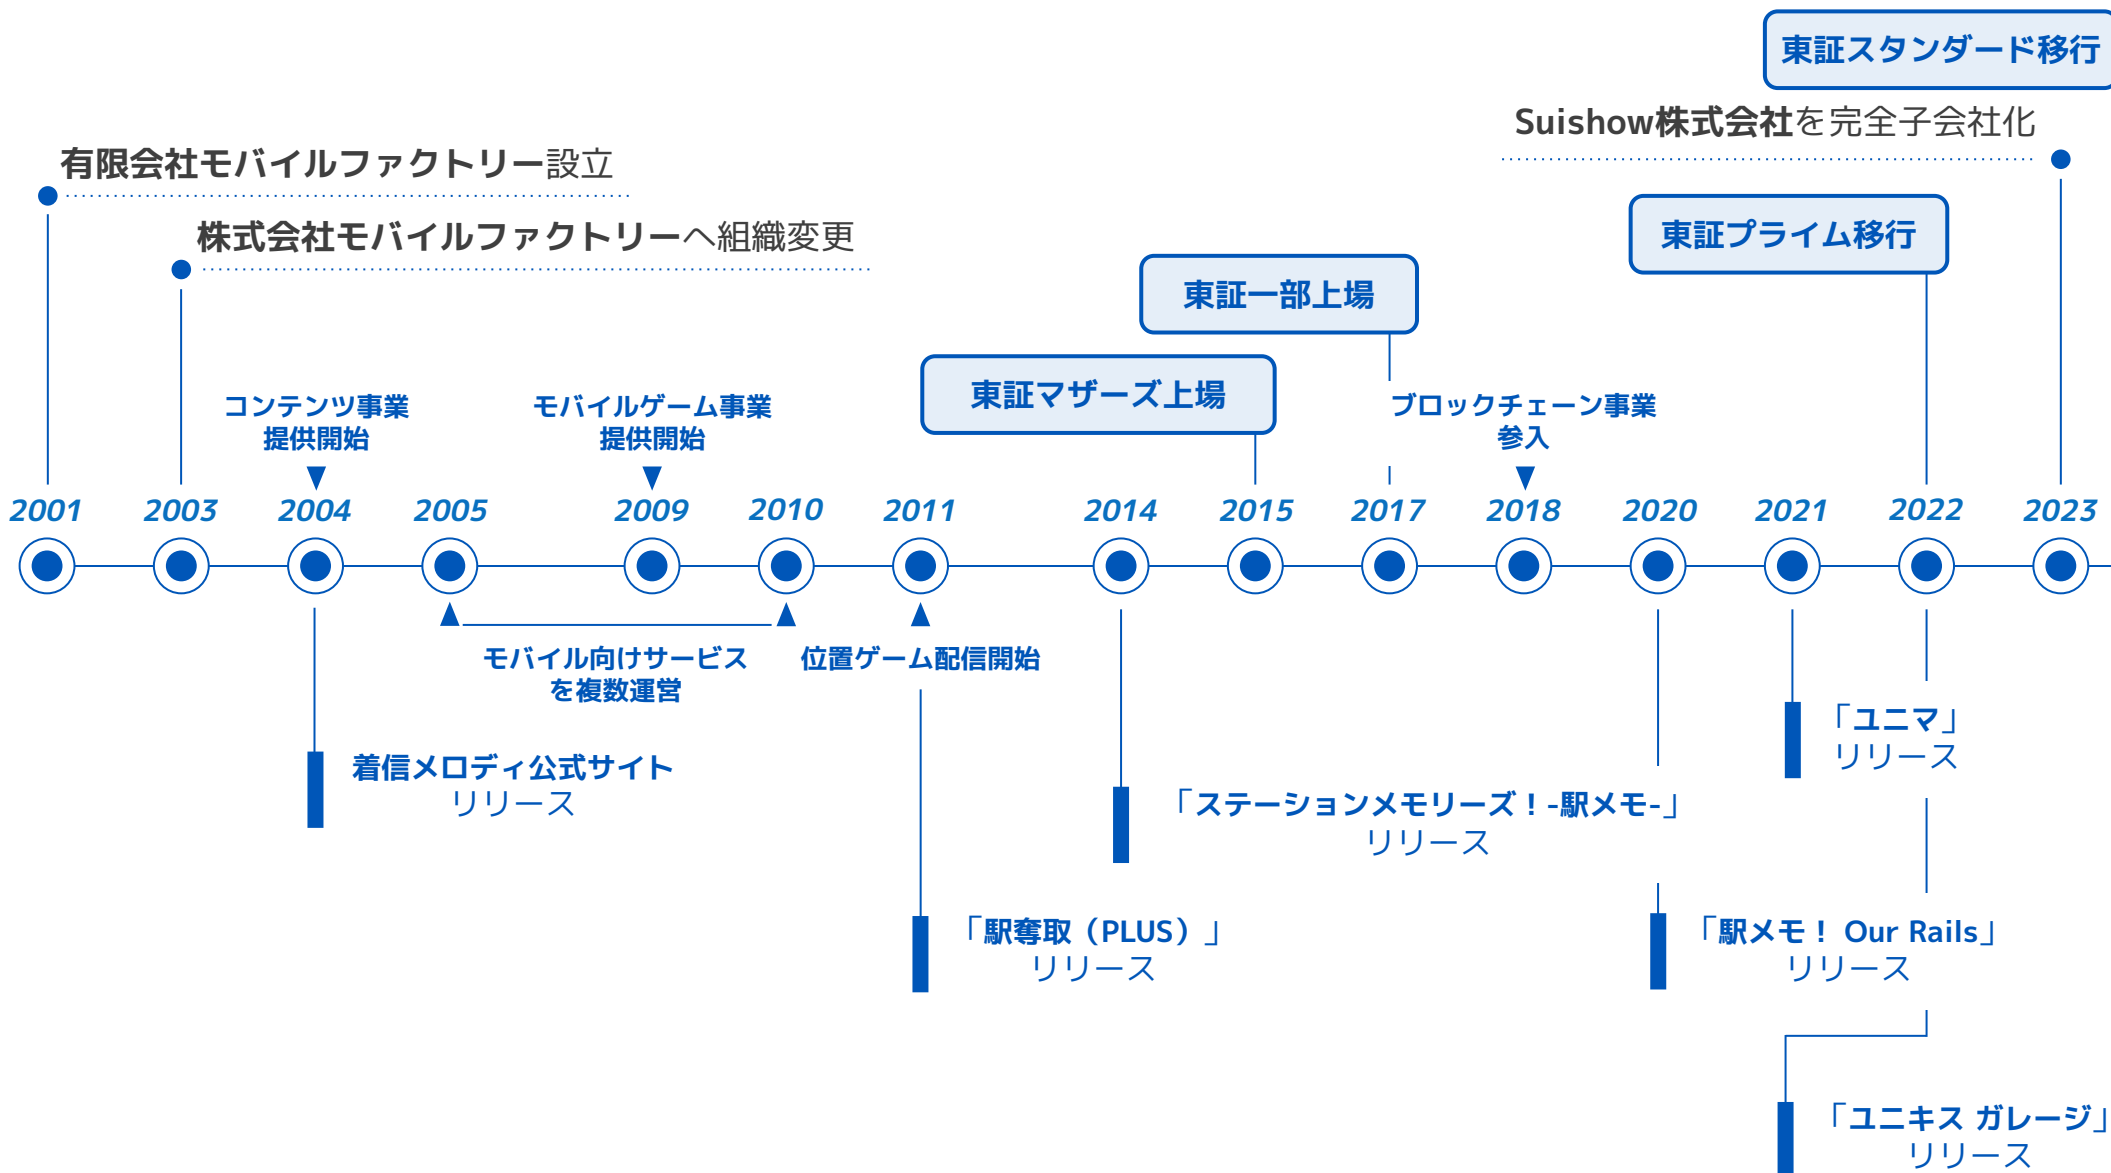 東証スタンダード移行
Suishow株式会社を完全子会社化
有限会社モバイルファクトリー設立
株式会社モバイルファクトリーへ組織変更
東証プライム移行
東証一部上場
東証マザーズ上場
コンテンツ事業
提供開始
モバイルゲーム事業
提供開始
ブロックチェーン事業
参入
2001 2003 2004 2005 2009 2010 2011 2014 2015 2017 2018 2020 2021 2022 2023
モバイル向けサービス
を複数運営
位置ゲーム配信開始
「ユニマ」
リリース
着信メロディ公式サイト
リリース
「ステーションメモリーズ！-駅メモ-」
リリース
「駅奪取（PLUS）」
リリース
「駅メモ！ Our Rails」
リリース
「ユニキス ガレージ」
リリース